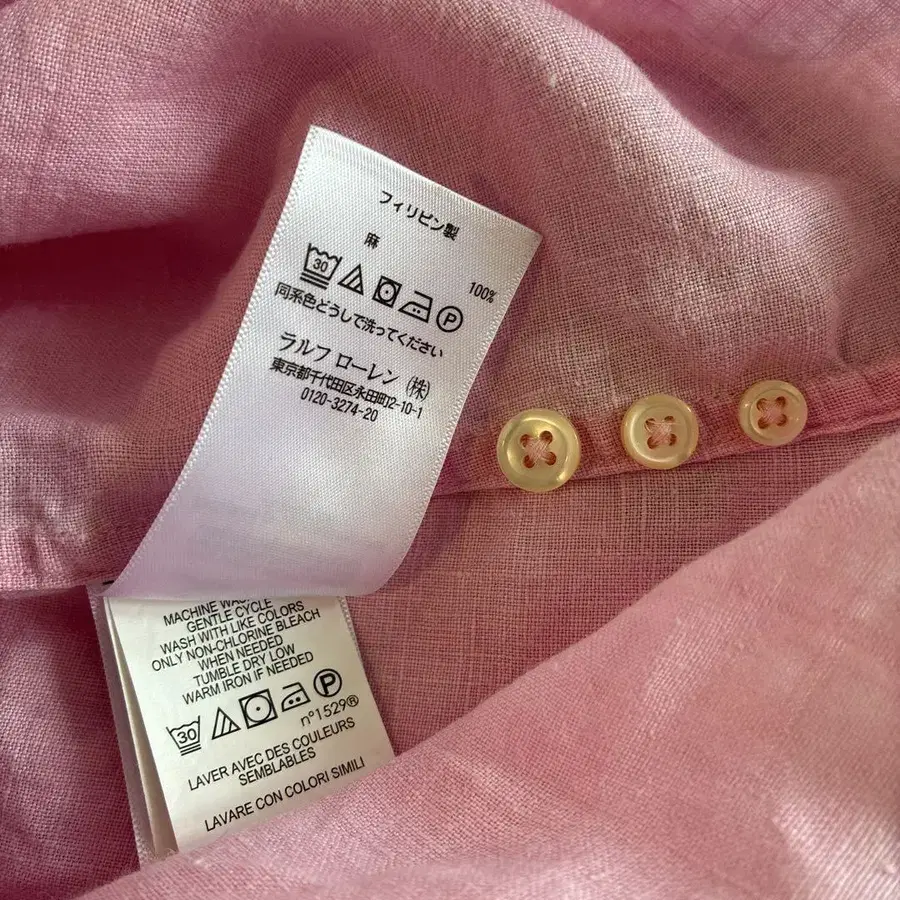 フィリピン製
麻 100%
30 P
同系色どうしで洗ってください
ラルフ ローレン (株)
東京都千代田区永田町2-10-1
0120-3274-20
MACHINE
GENTLE CYCLE
WASH WITH LIKE COLORS
ONLY NON-CHLORINE BLEACH
WHEN NEEDED
TUMBLE DRY LOW
WARM IRON IF NEEDED
30 P
n°1529®
LAVER AVEC DES COULEURS
SEMBLABLES
LAVARE CON COLORI SIMILI